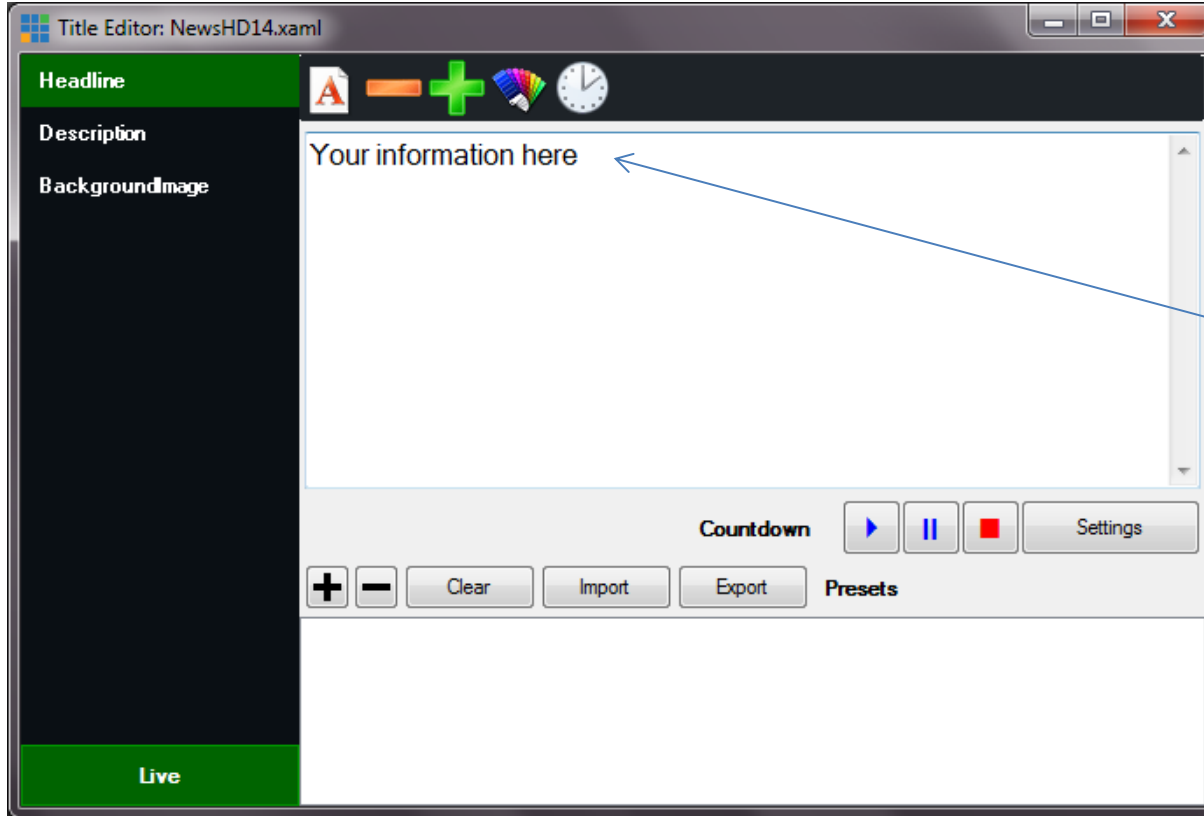 Title Editor: NewsHD14.xaml
Headline
Description
BackgroundImage
A
Your information here
Countdown
Settings
Clear
Import
Export
Presets
Live